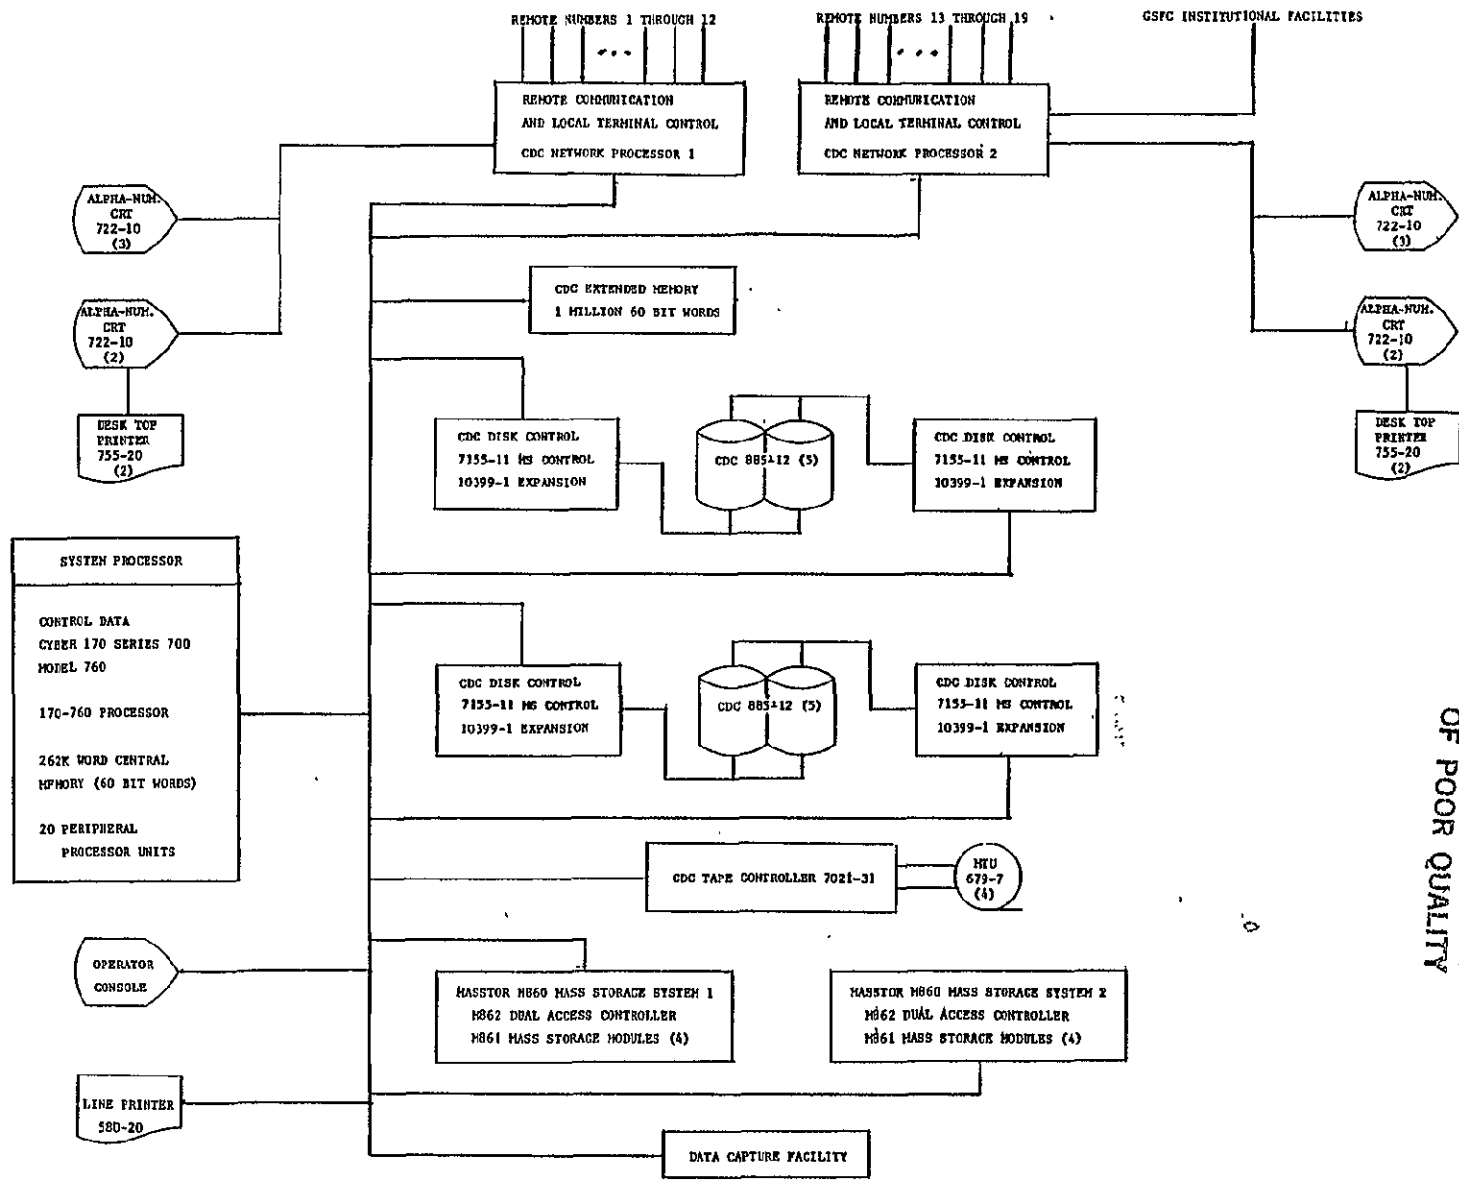 REMOTE NUMBERS 1 THROUGH 12
REMOTE NUMBERS 13 THROUGH 19
GSFC INSTITUTIONAL FACILITIES
REMOTE COMMUNICATION
AND LOCAL TERMINAL CONTROL
CDC NETWORK PROCESSOR 1
REMOTE COMMUNICATION
AND LOCAL TERMINAL CONTROL
CDC NETWORK PROCESSOR 2
ALPHA-NUM.
CRT
722-10
(3)
ALPHA-NUM.
CRT
722-10
(3)
CDC EXTENDED MEMORY
1 MILLION 60 BIT WORDS
ALPHA-NUM.
CRT
722-10
(2)
ALPHA-NUM.
CRT
722-10
(2)
DESK TOP
PRINTER
755-20
(2)
CDC DISK CONTROL
7155-11 MS CONTROL
10399-1 EXPANSION
CDC 885-12 (5)
CDC DISK CONTROL
7155-11 MS CONTROL
10399-1 EXPANSION
DESK TOP
PRINTER
755-20
(2)
SYSTEM PROCESSOR
CONTROL DATA
CYBER 170 SERIES 700
MODEL 760
170-760 PROCESSOR
262K WORD CENTRAL
MEMORY (60 BIT WORDS)
20 PERIPHERAL
PROCESSOR UNITS
CDC DISK CONTROL
7155-11 MS CONTROL
10399-1 EXPANSION
CDC 885-12 (5)
CDC DISK CONTROL
7155-11 MS CONTROL
10399-1 EXPANSION
OF POOR QUALITY
CDC TAPE CONTROLLER 7021-31
MTU
679-7
(4)
OPERATOR
CONSOLE
MASSTOR M860 MASS STORAGE SYSTEM 1
M862 DUAL ACCESS CONTROLLER
M861 MASS STORAGE MODULES (4)
MASSTOR M860 MASS STORAGE SYSTEM 2
M862 DUAL ACCESS CONTROLLER
M861 MASS STORAGE MODULES (4)
LINE PRINTER
580-20
DATA CAPTURE FACILITY